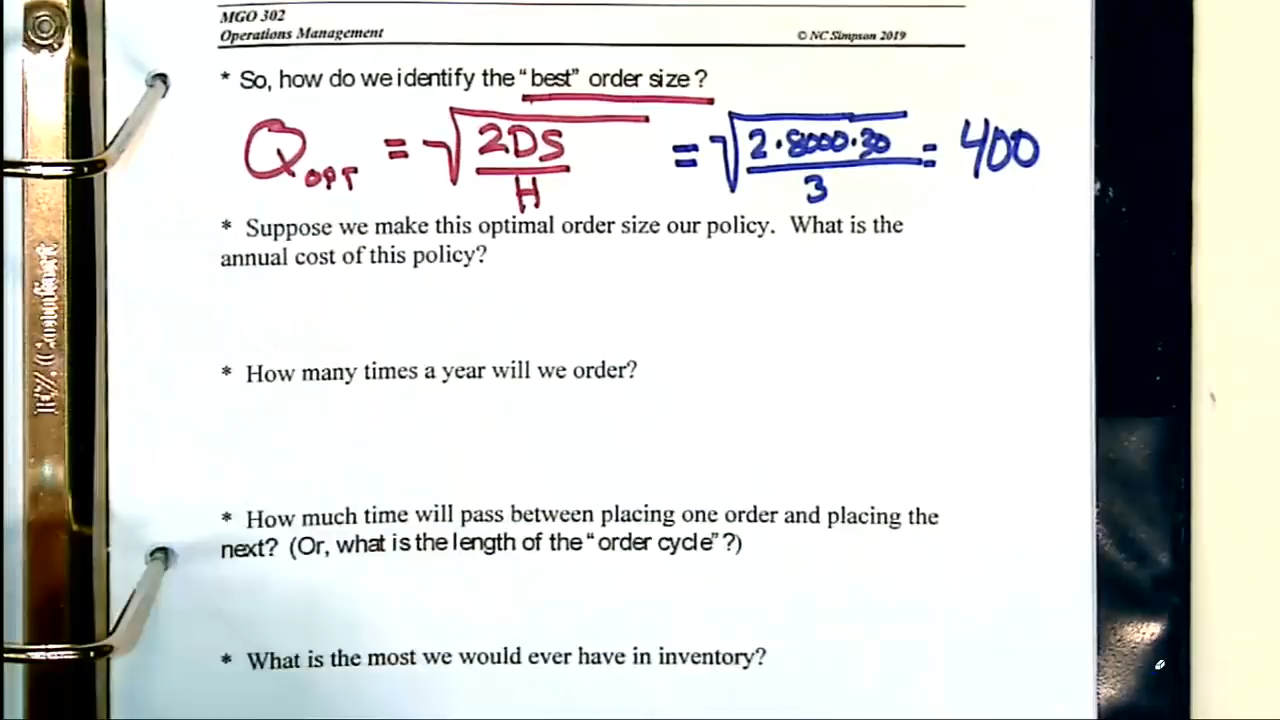 MGO 302
Operations Management
© NC Simpson 2019
* So, how do we identify the “best” order size?
Q OPT = √ 2DS / H = √ 2·8000·30 / 3 = 400
* Suppose we make this optimal order size our policy. What is the
annual cost of this policy?
* How many times a year will we order?
* How much time will pass between placing one order and placing the
next? (Or, what is the length of the “order cycle”?)
* What is the most we would ever have in inventory?
EZ Comfort